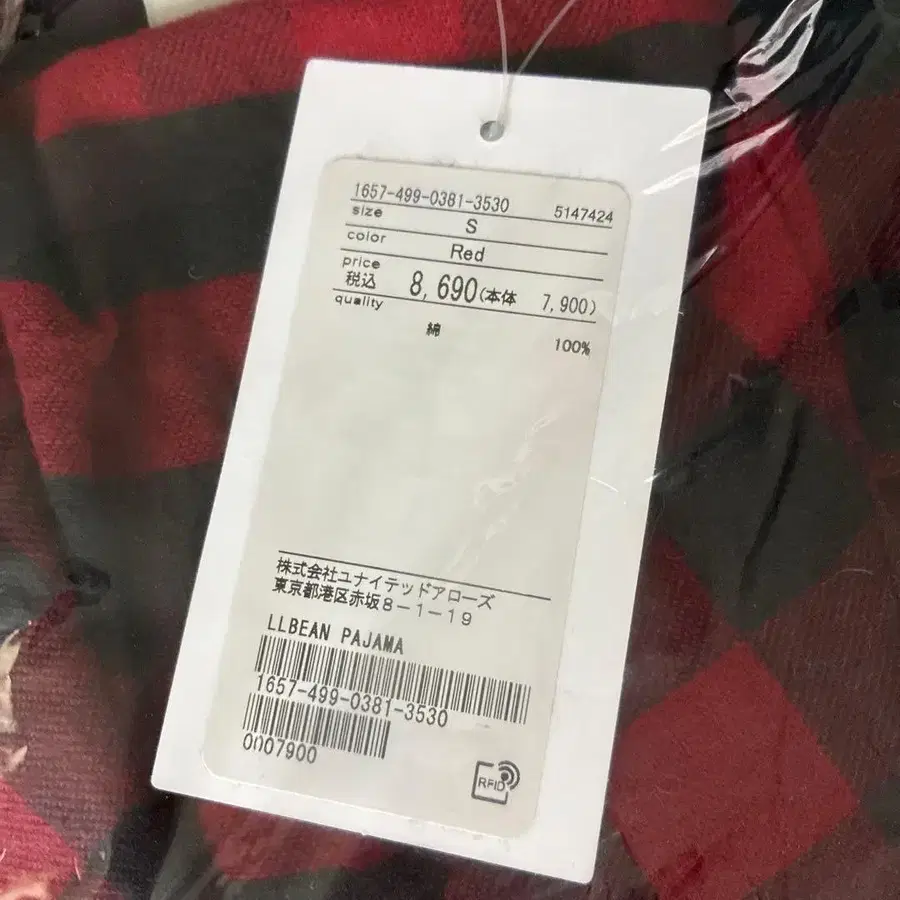 1657-499-0381-3530 5147424
size S
color Red
price
税込 8,690(本体 7,900)
quality
綿 100%
株式会社ユナイテッドアローズ
東京都港区赤坂8-1-19
LLBEAN PAJAMA
1657-499-0381-3530
0007900
RFID